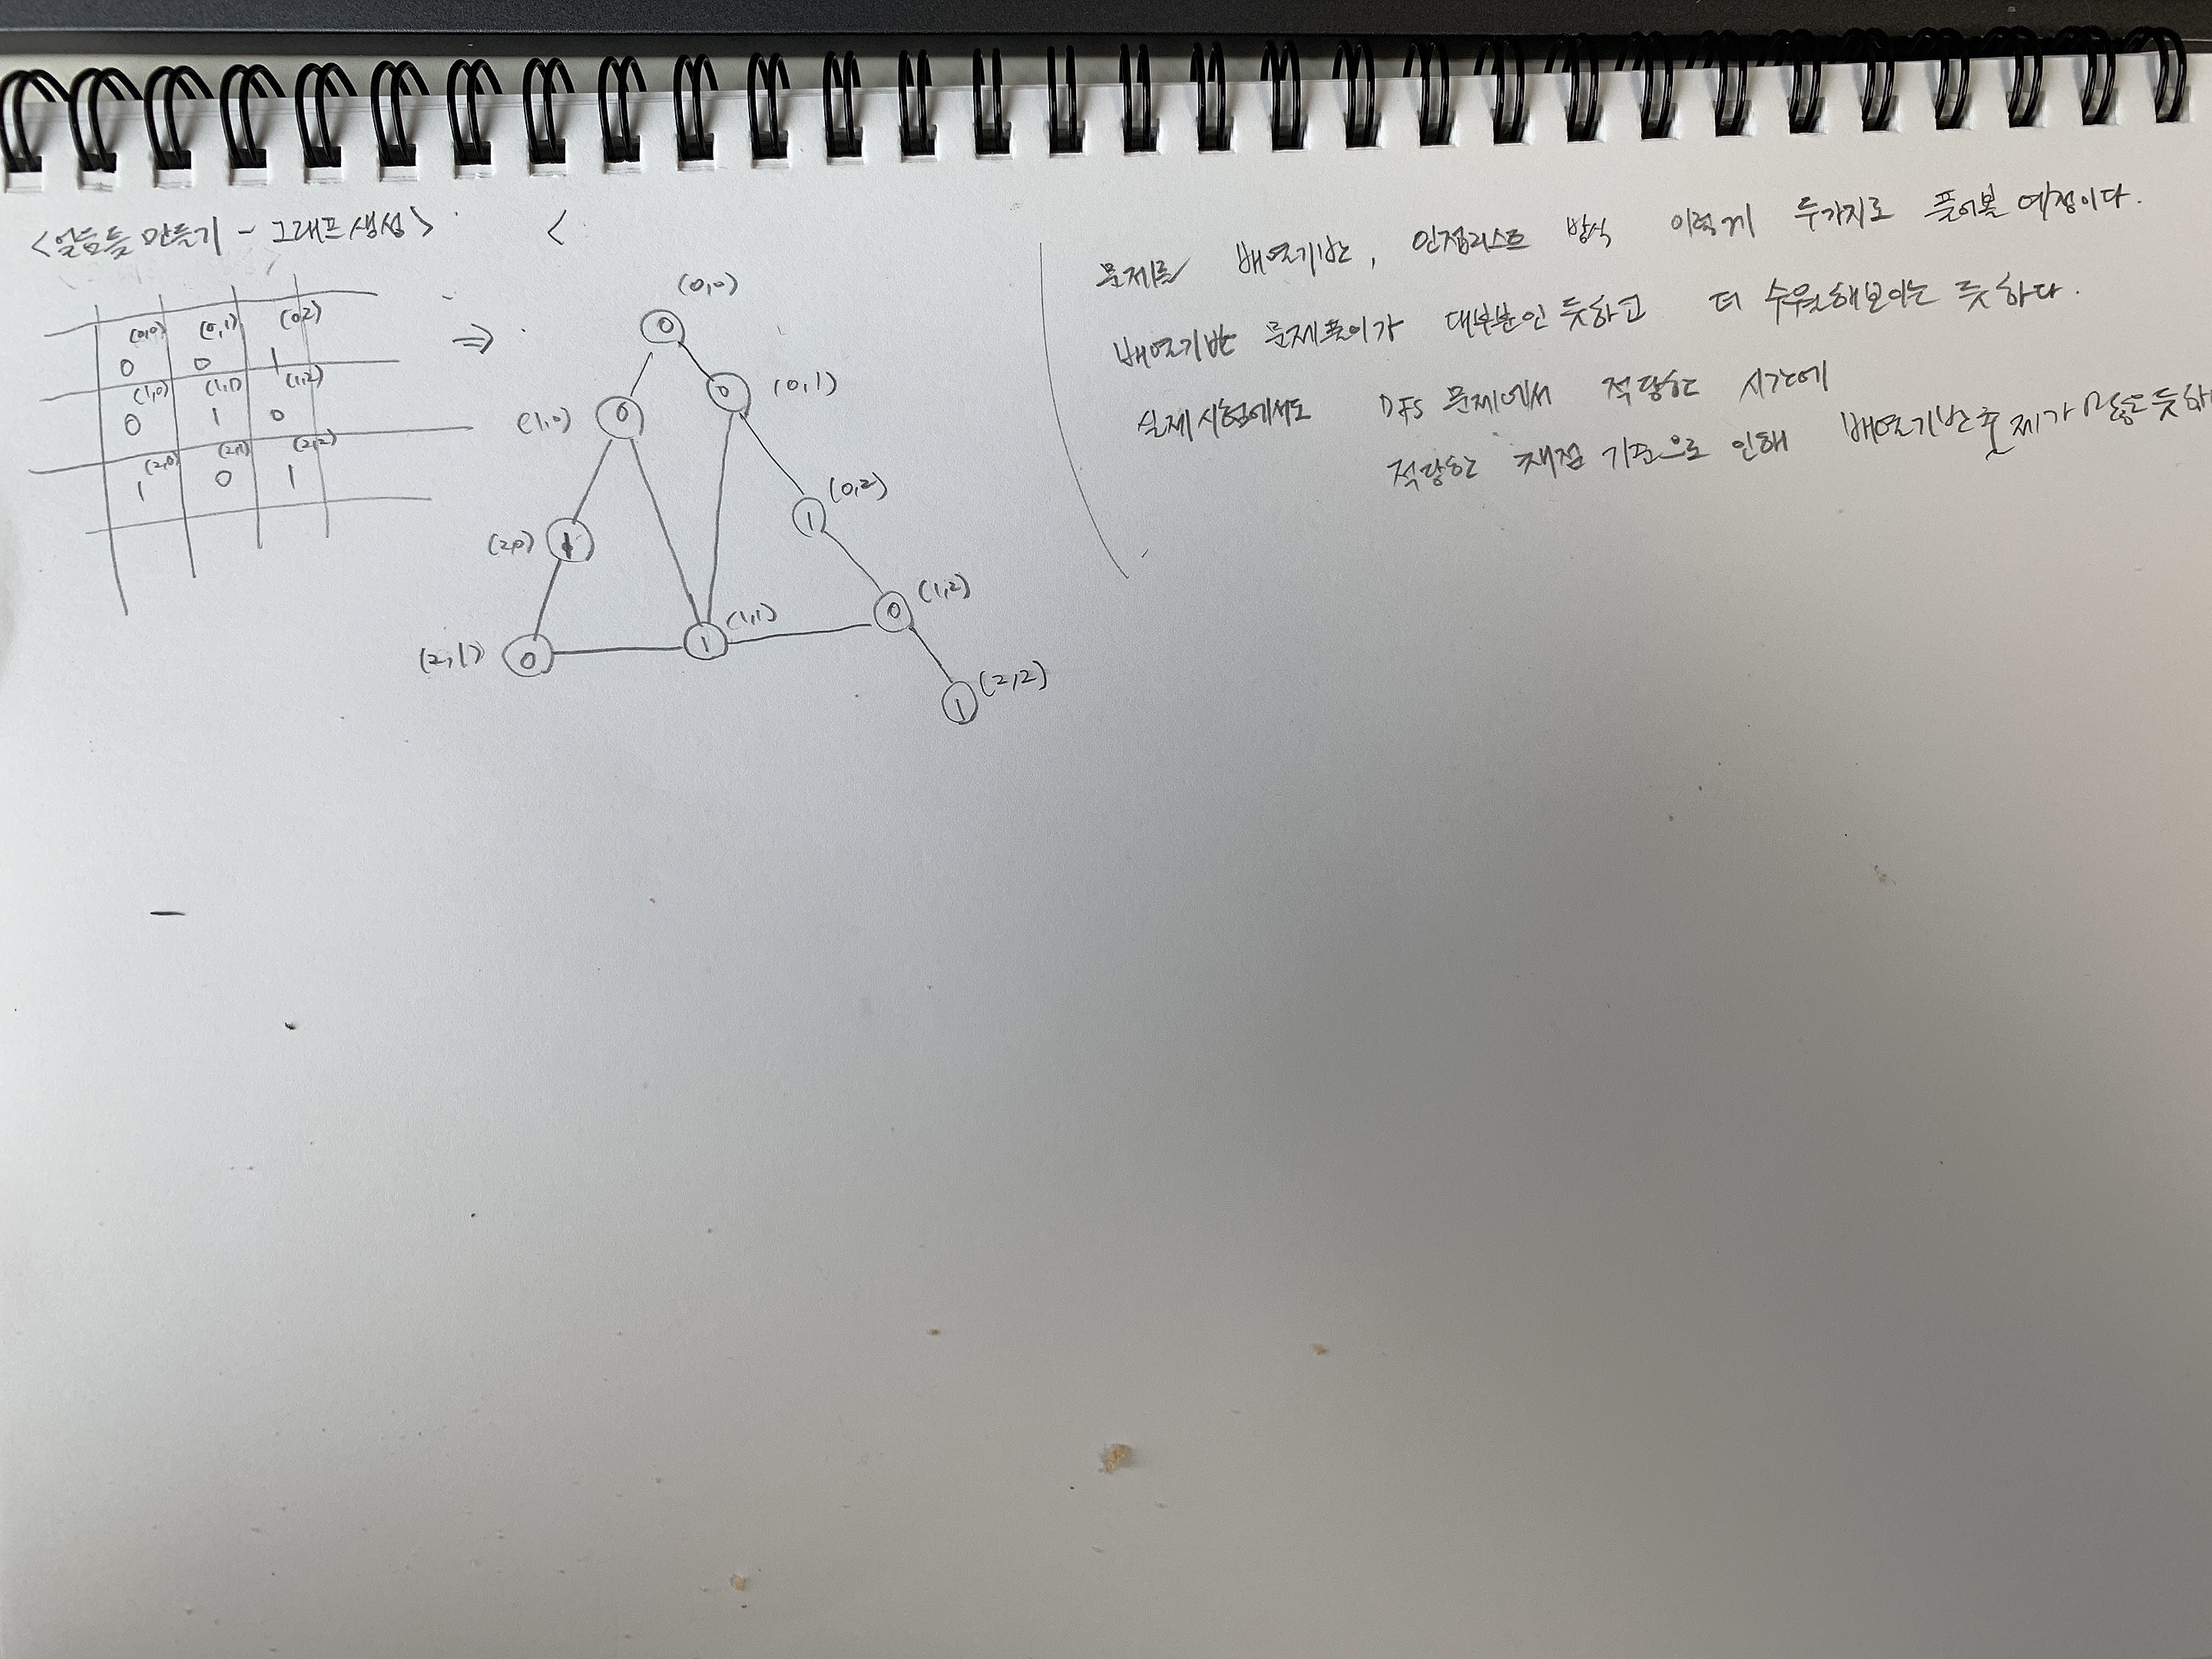 <얼음틀 만들기 - 그래프 생성>
<
(0,0) (0,1) (0,2)
0 0 1
(1,0) (1,1) (1,2)
0 1 0
(2,0) (2,1) (2,2)
1 0 1
⇒
(0,0)
0
0 (0,1)
(1,0) 0
(0,2)
1
(2,0) 1
(1,2)
0
(1,1)
1
(2,1) 0
(2,2)
1
문제를 배열기반, 인접리스트 방식 이렇게 두가지로 풀어볼 예정이다.
배열기반 문제풀이가 대부분인 듯하고 더 수월해보이는 듯 하다.
실제 시험에서도 DFS 문제에서 적당한 시간에
적당한 채점 기준으로 인해 배열기반 출제가 많은 듯하